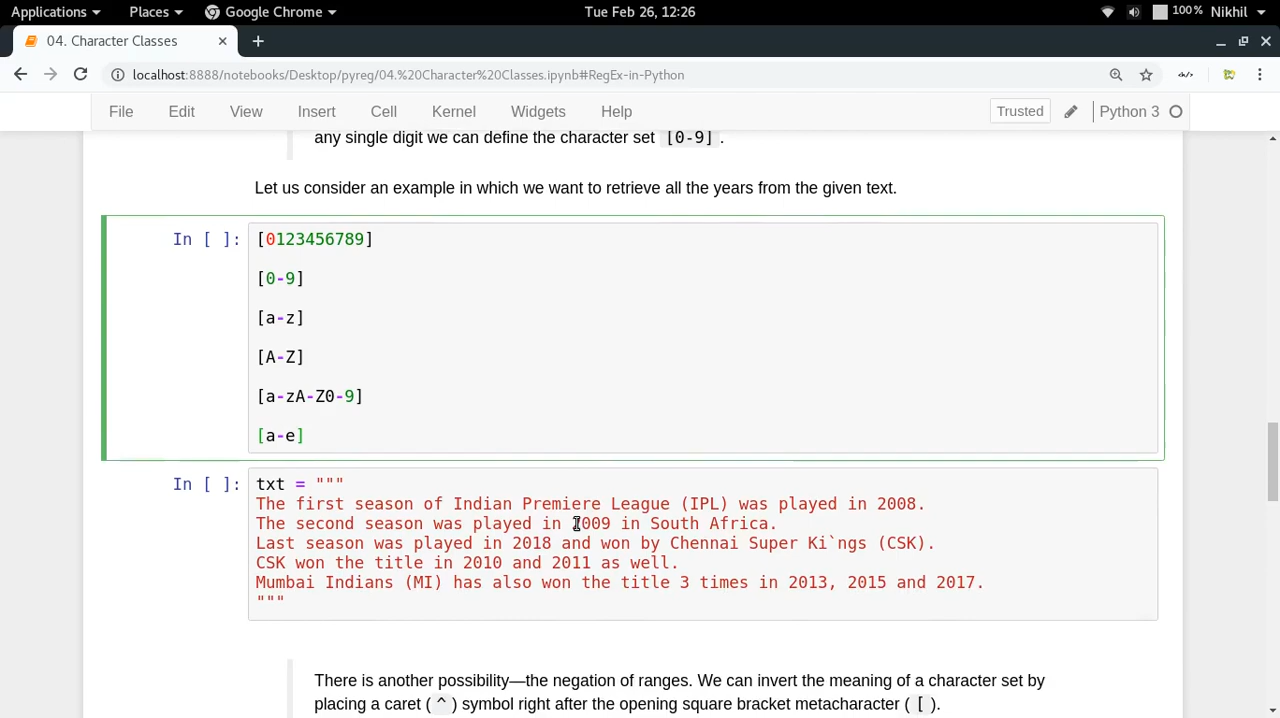 Applications Places Google Chrome Tue Feb 26, 12:26 100% Nikhil
04. Character Classes
localhost:8888/notebooks/Desktop/pyreg/04.%20Character%20Classes.ipynb#RegEx-in-Python
File Edit View Insert Cell Kernel Widgets Help Trusted Python 3
any single digit we can define the character set [0-9] .
Let us consider an example in which we want to retrieve all the years from the given text.
In [ ]: [0123456789]
[0-9]
[a-z]
[A-Z]
[a-zA-Z0-9]
[a-e]
In [ ]: txt = """
The first season of Indian Premiere League (IPL) was played in 2008.
The second season was played in 2009 in South Africa.
Last season was played in 2018 and won by Chennai Super Ki`ngs (CSK).
CSK won the title in 2010 and 2011 as well.
Mumbai Indians (MI) has also won the title 3 times in 2013, 2015 and 2017.
"""
There is another possibility—the negation of ranges. We can invert the meaning of a character set by
placing a caret ( ^ ) symbol right after the opening square bracket metacharacter ( [ ).